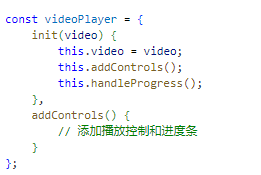 const videoPlayer = {
    init(video) {
        this.video = video;
        this.addControls();
        this.handleProgress();
    },
    addControls() {
        // 添加播放控制和进度条
    }
};